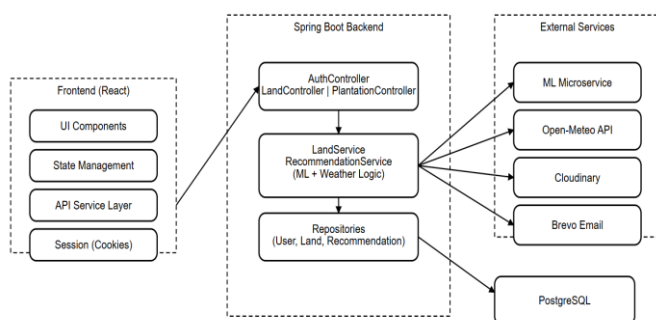 Frontend (React)
UI Components
State Management
API Service Layer
Session (Cookies)
Spring Boot Backend
AuthController
LandController | PlantationController
LandService
RecommendationService
(ML + Weather Logic)
Repositories
(User, Land, Recommendation)
External Services
ML Microservice
Open-Meteo API
Cloudinary
Brevo Email
PostgreSQL